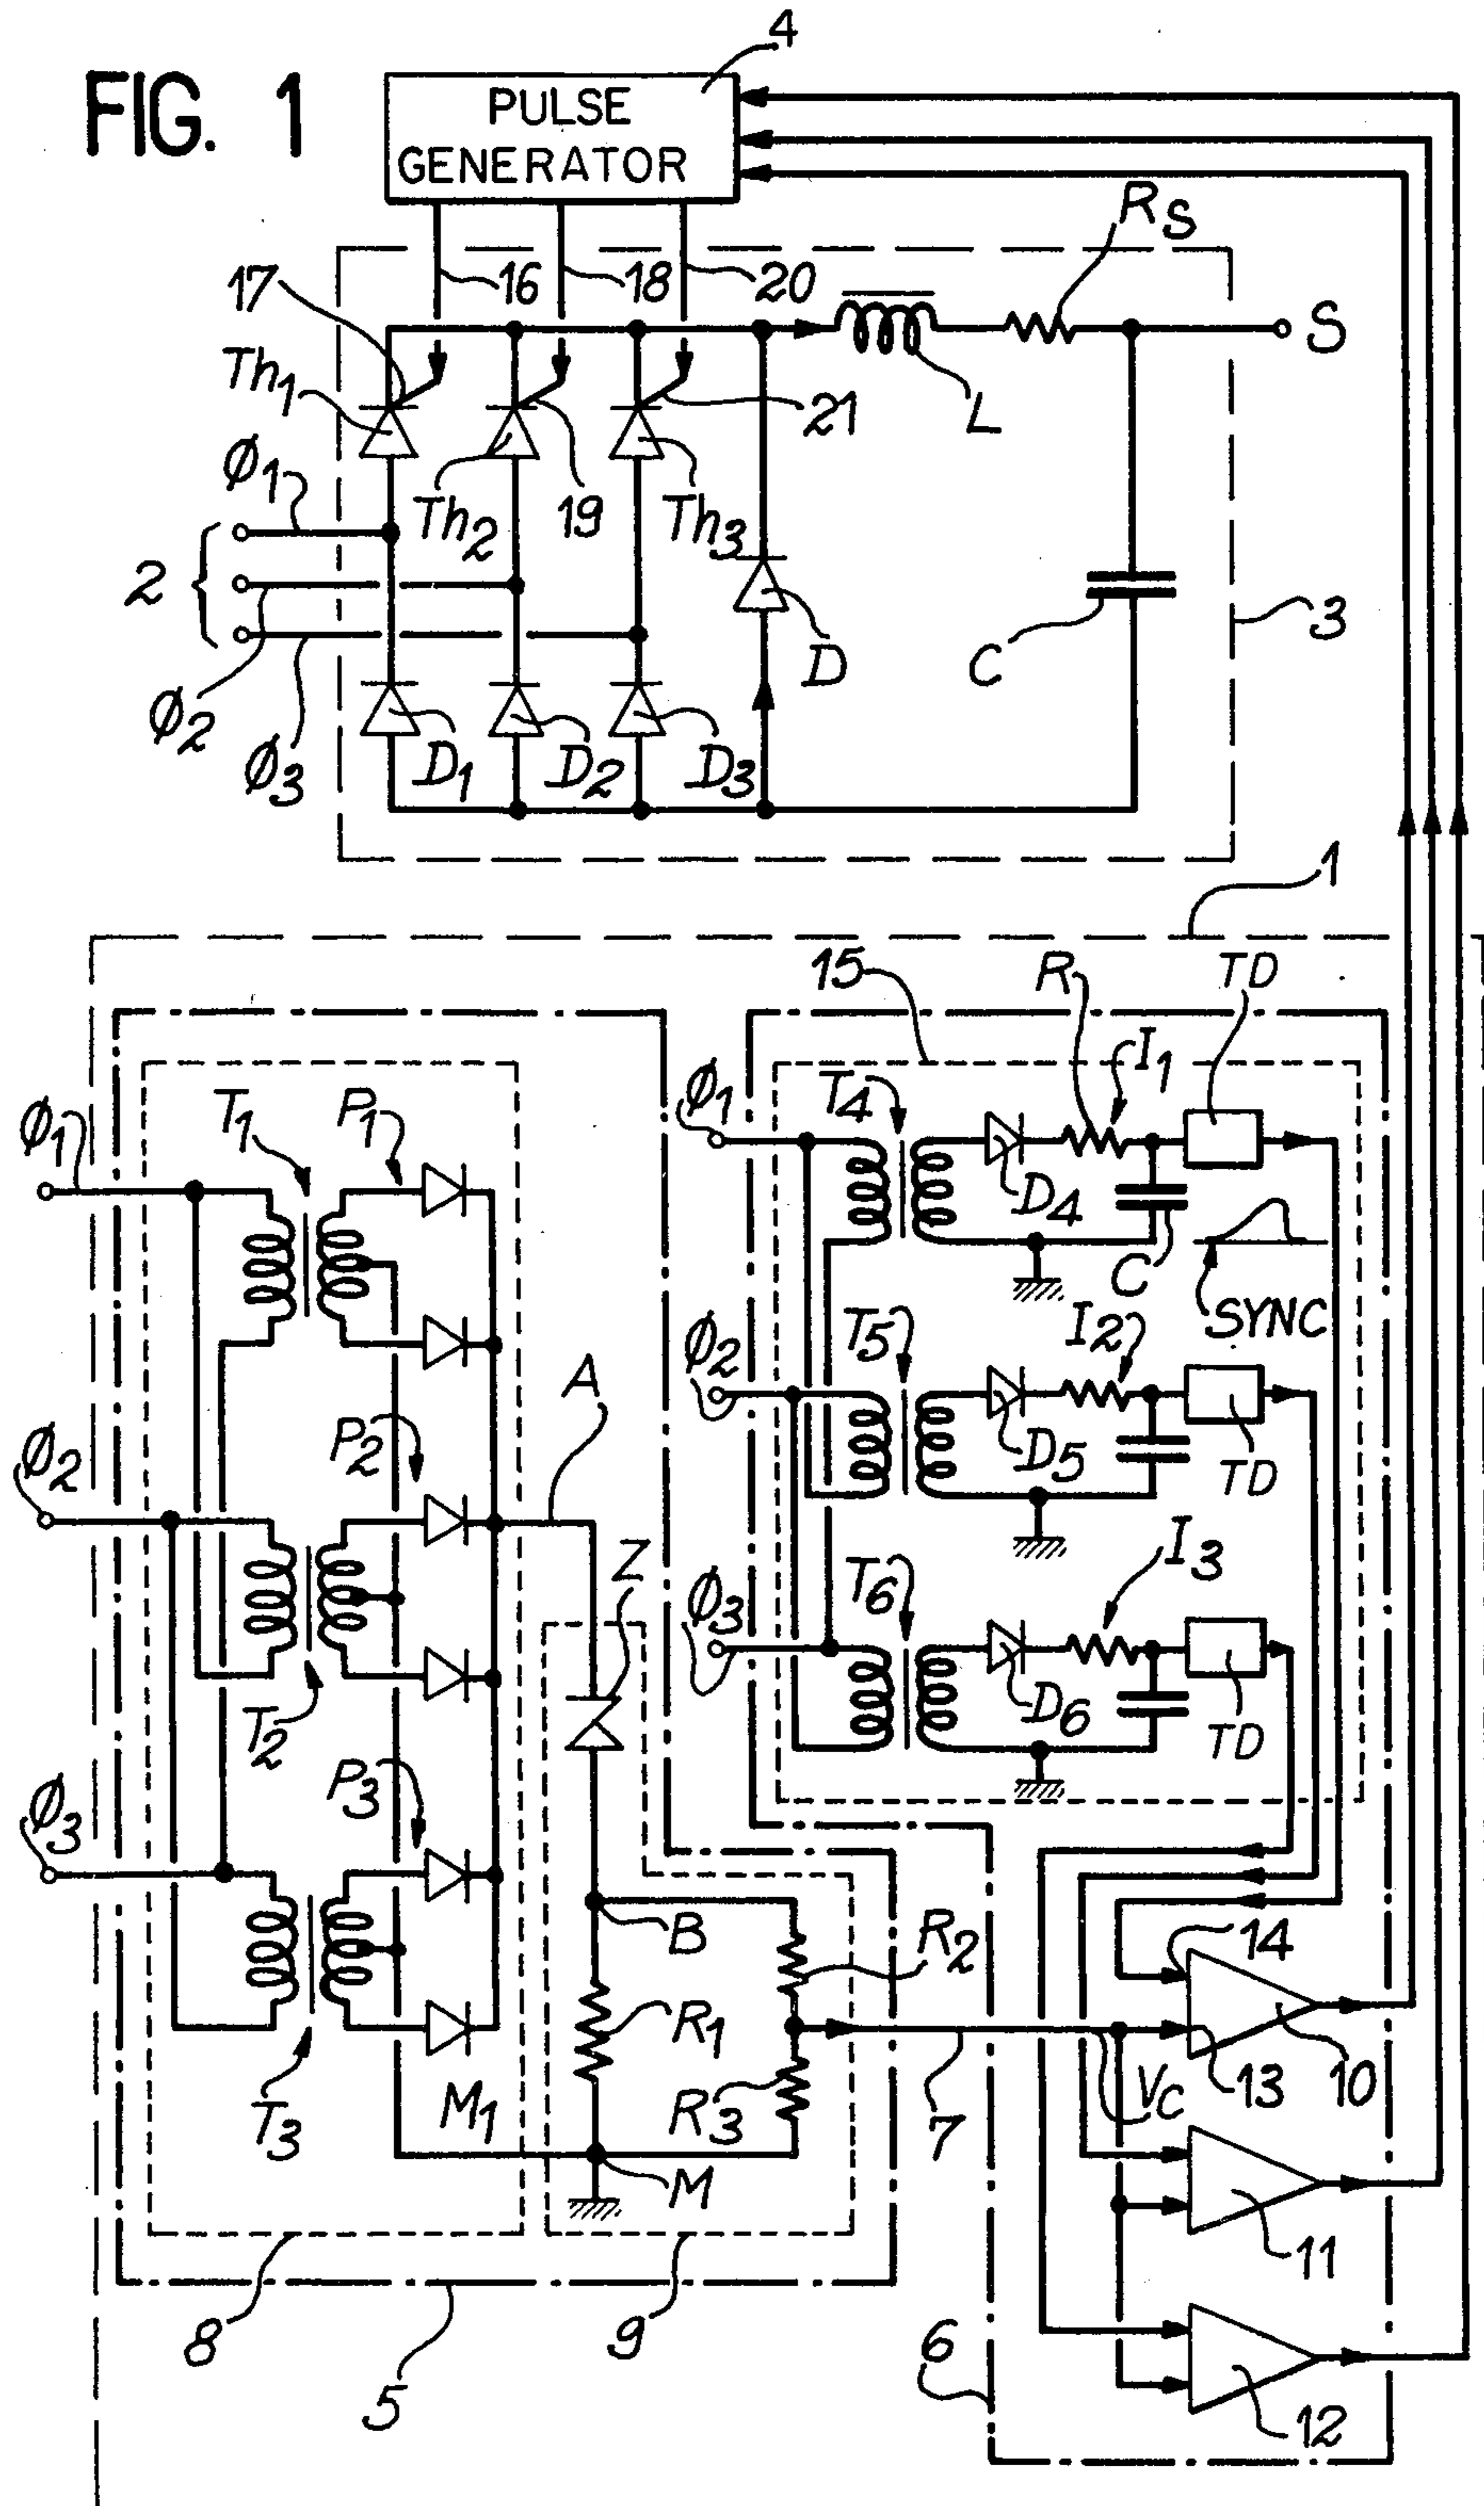 FIG. 1
4
PULSE
GENERATOR
RS
17
16
18
20
S
Th1
21
L
Ø1
Th2
19
Th3
2
3
D
C
Ø2
Ø3
D1
D2
D3
1
15
R
TD
I1
Ø1
T4
Ø1
T1
P1
D4
C
SYNC
T5
I2
Ø2
A
P2
Ø2
D5
TD
Z
I3
T6
Ø3
T2
D6
TD
P3
Ø3
14
B
R2
R1
13
10
VC
R3
7
T3
M1
M
11
8
9
6
5
12